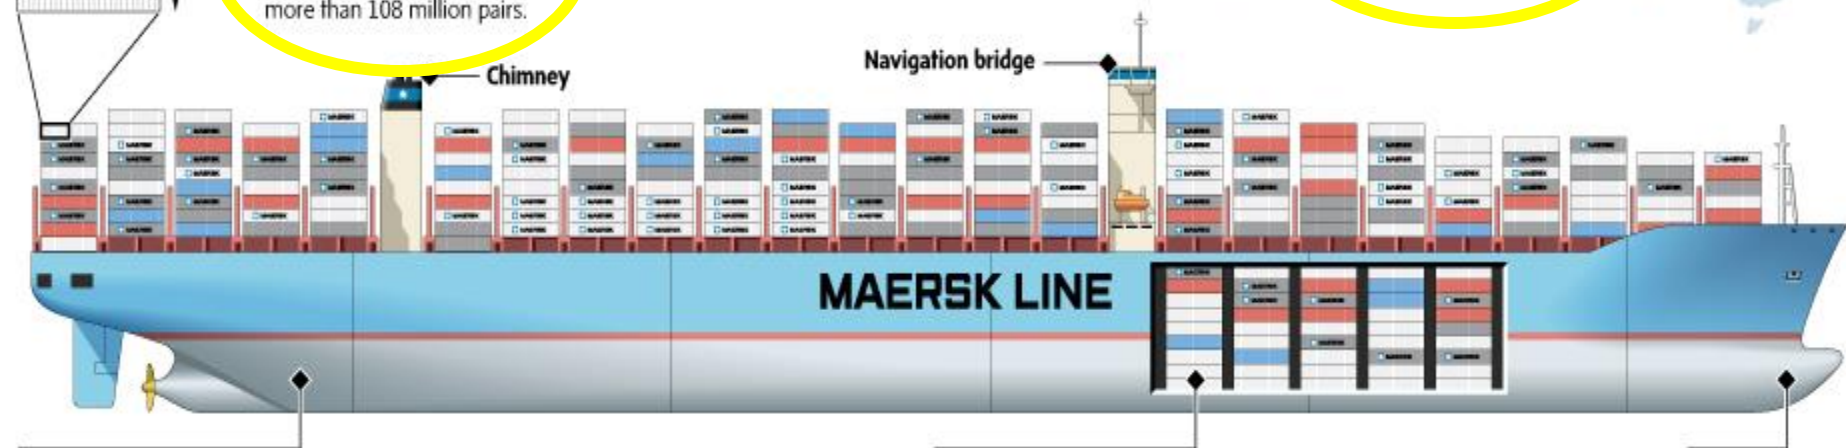 more than 108 million pairs.
Chimney
Navigation bridge
MAERSK LINE